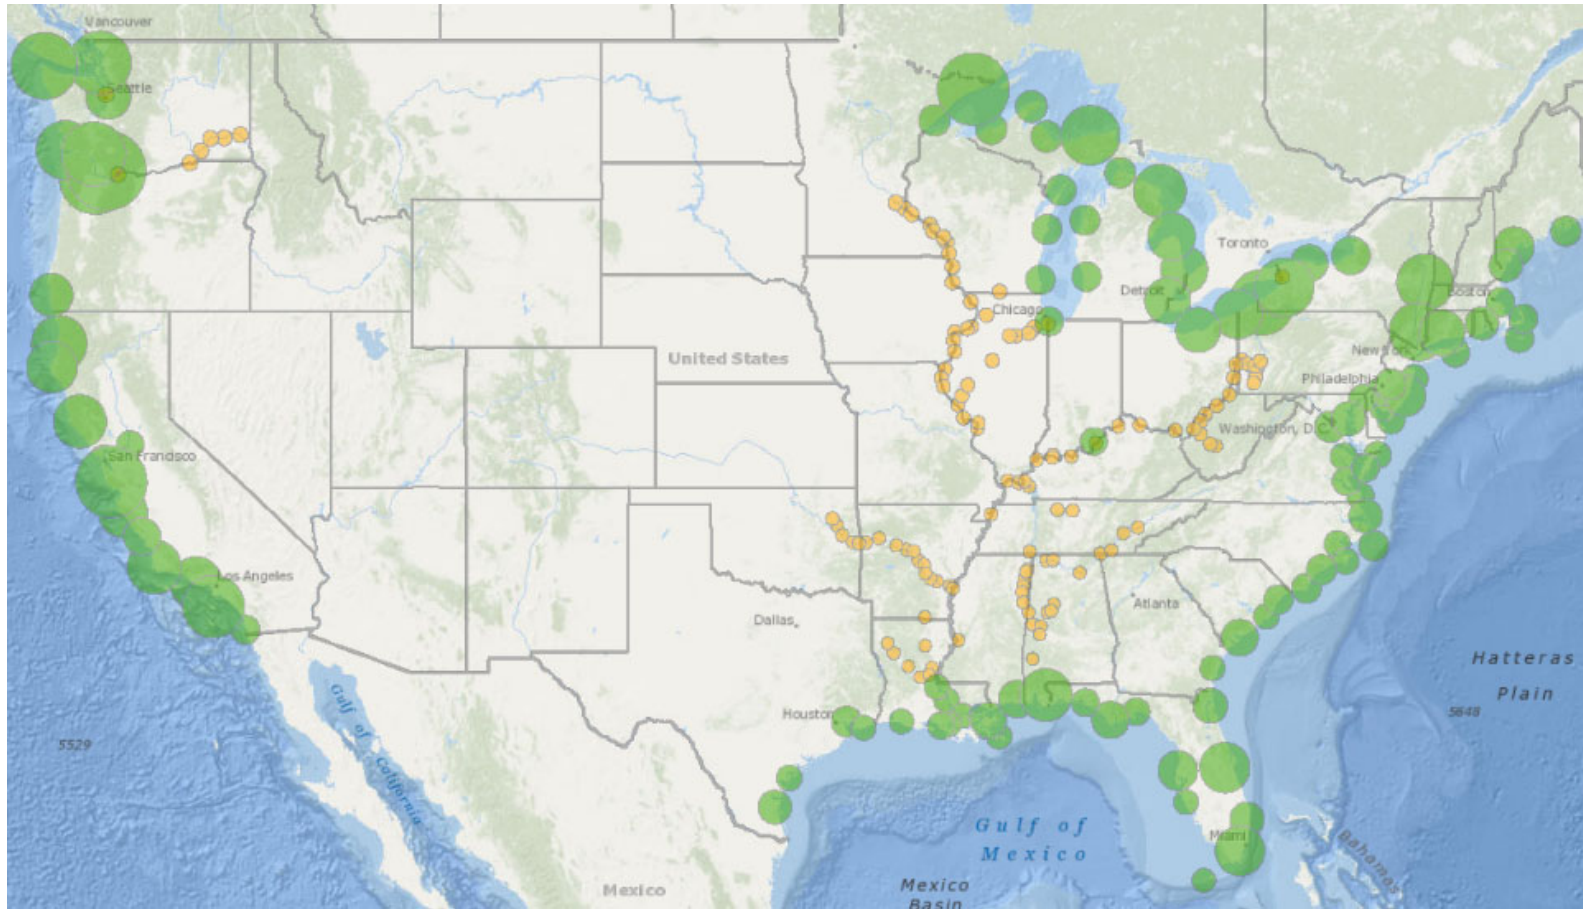 Vancouver
Seattle
Toronto
Detroit
Boston
Chicago
New York
United States
Philadelphia
Washington, D.C.
San Francisco
Los Angeles
Atlanta
Dallas
Hatteras
Plain
5648
Houston
5529
Gulf of
California
Gulf of
Mexico
Miami
Bahamas
Mexico
Mexico
Basin